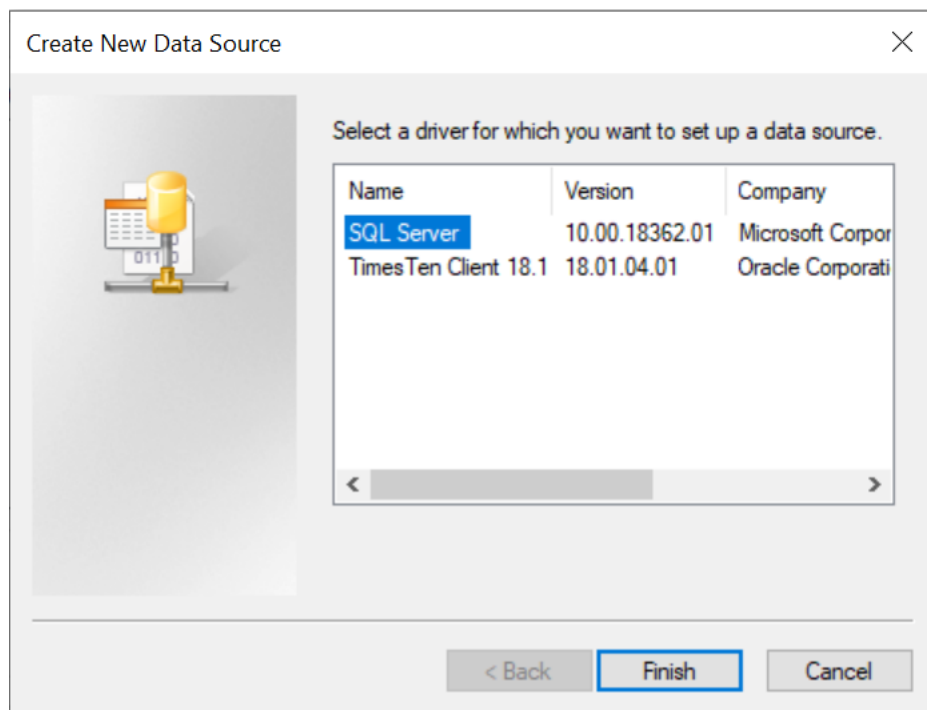 Create New Data Source
Select a driver for which you want to set up a data source.
Name Version Company
SQL Server 10.00.18362.01 Microsoft Corpor
TimesTen Client 18.1 18.01.04.01 Oracle Corporati
< Back Finish Cancel